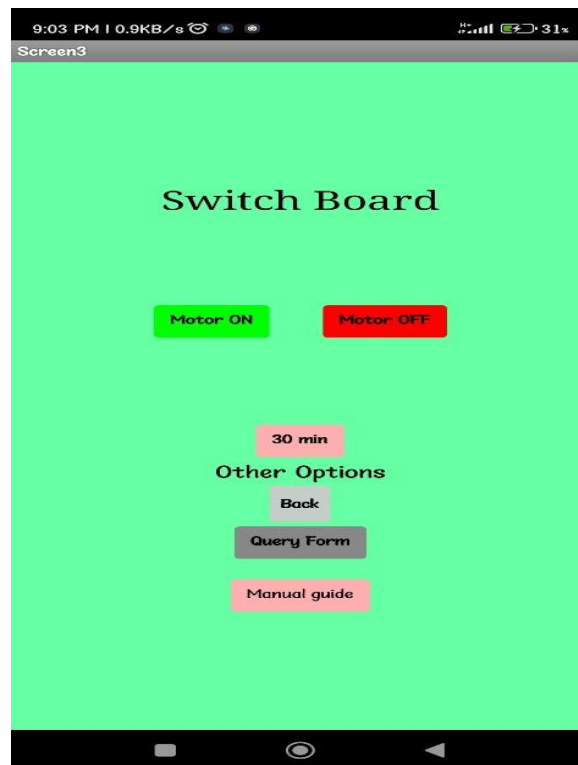 9:03 PM | 0.9KB/s 31%
Screen3
Switch Board
Motor ON Motor OFF
30 min
Other Options
Back
Query Form
Manual guide